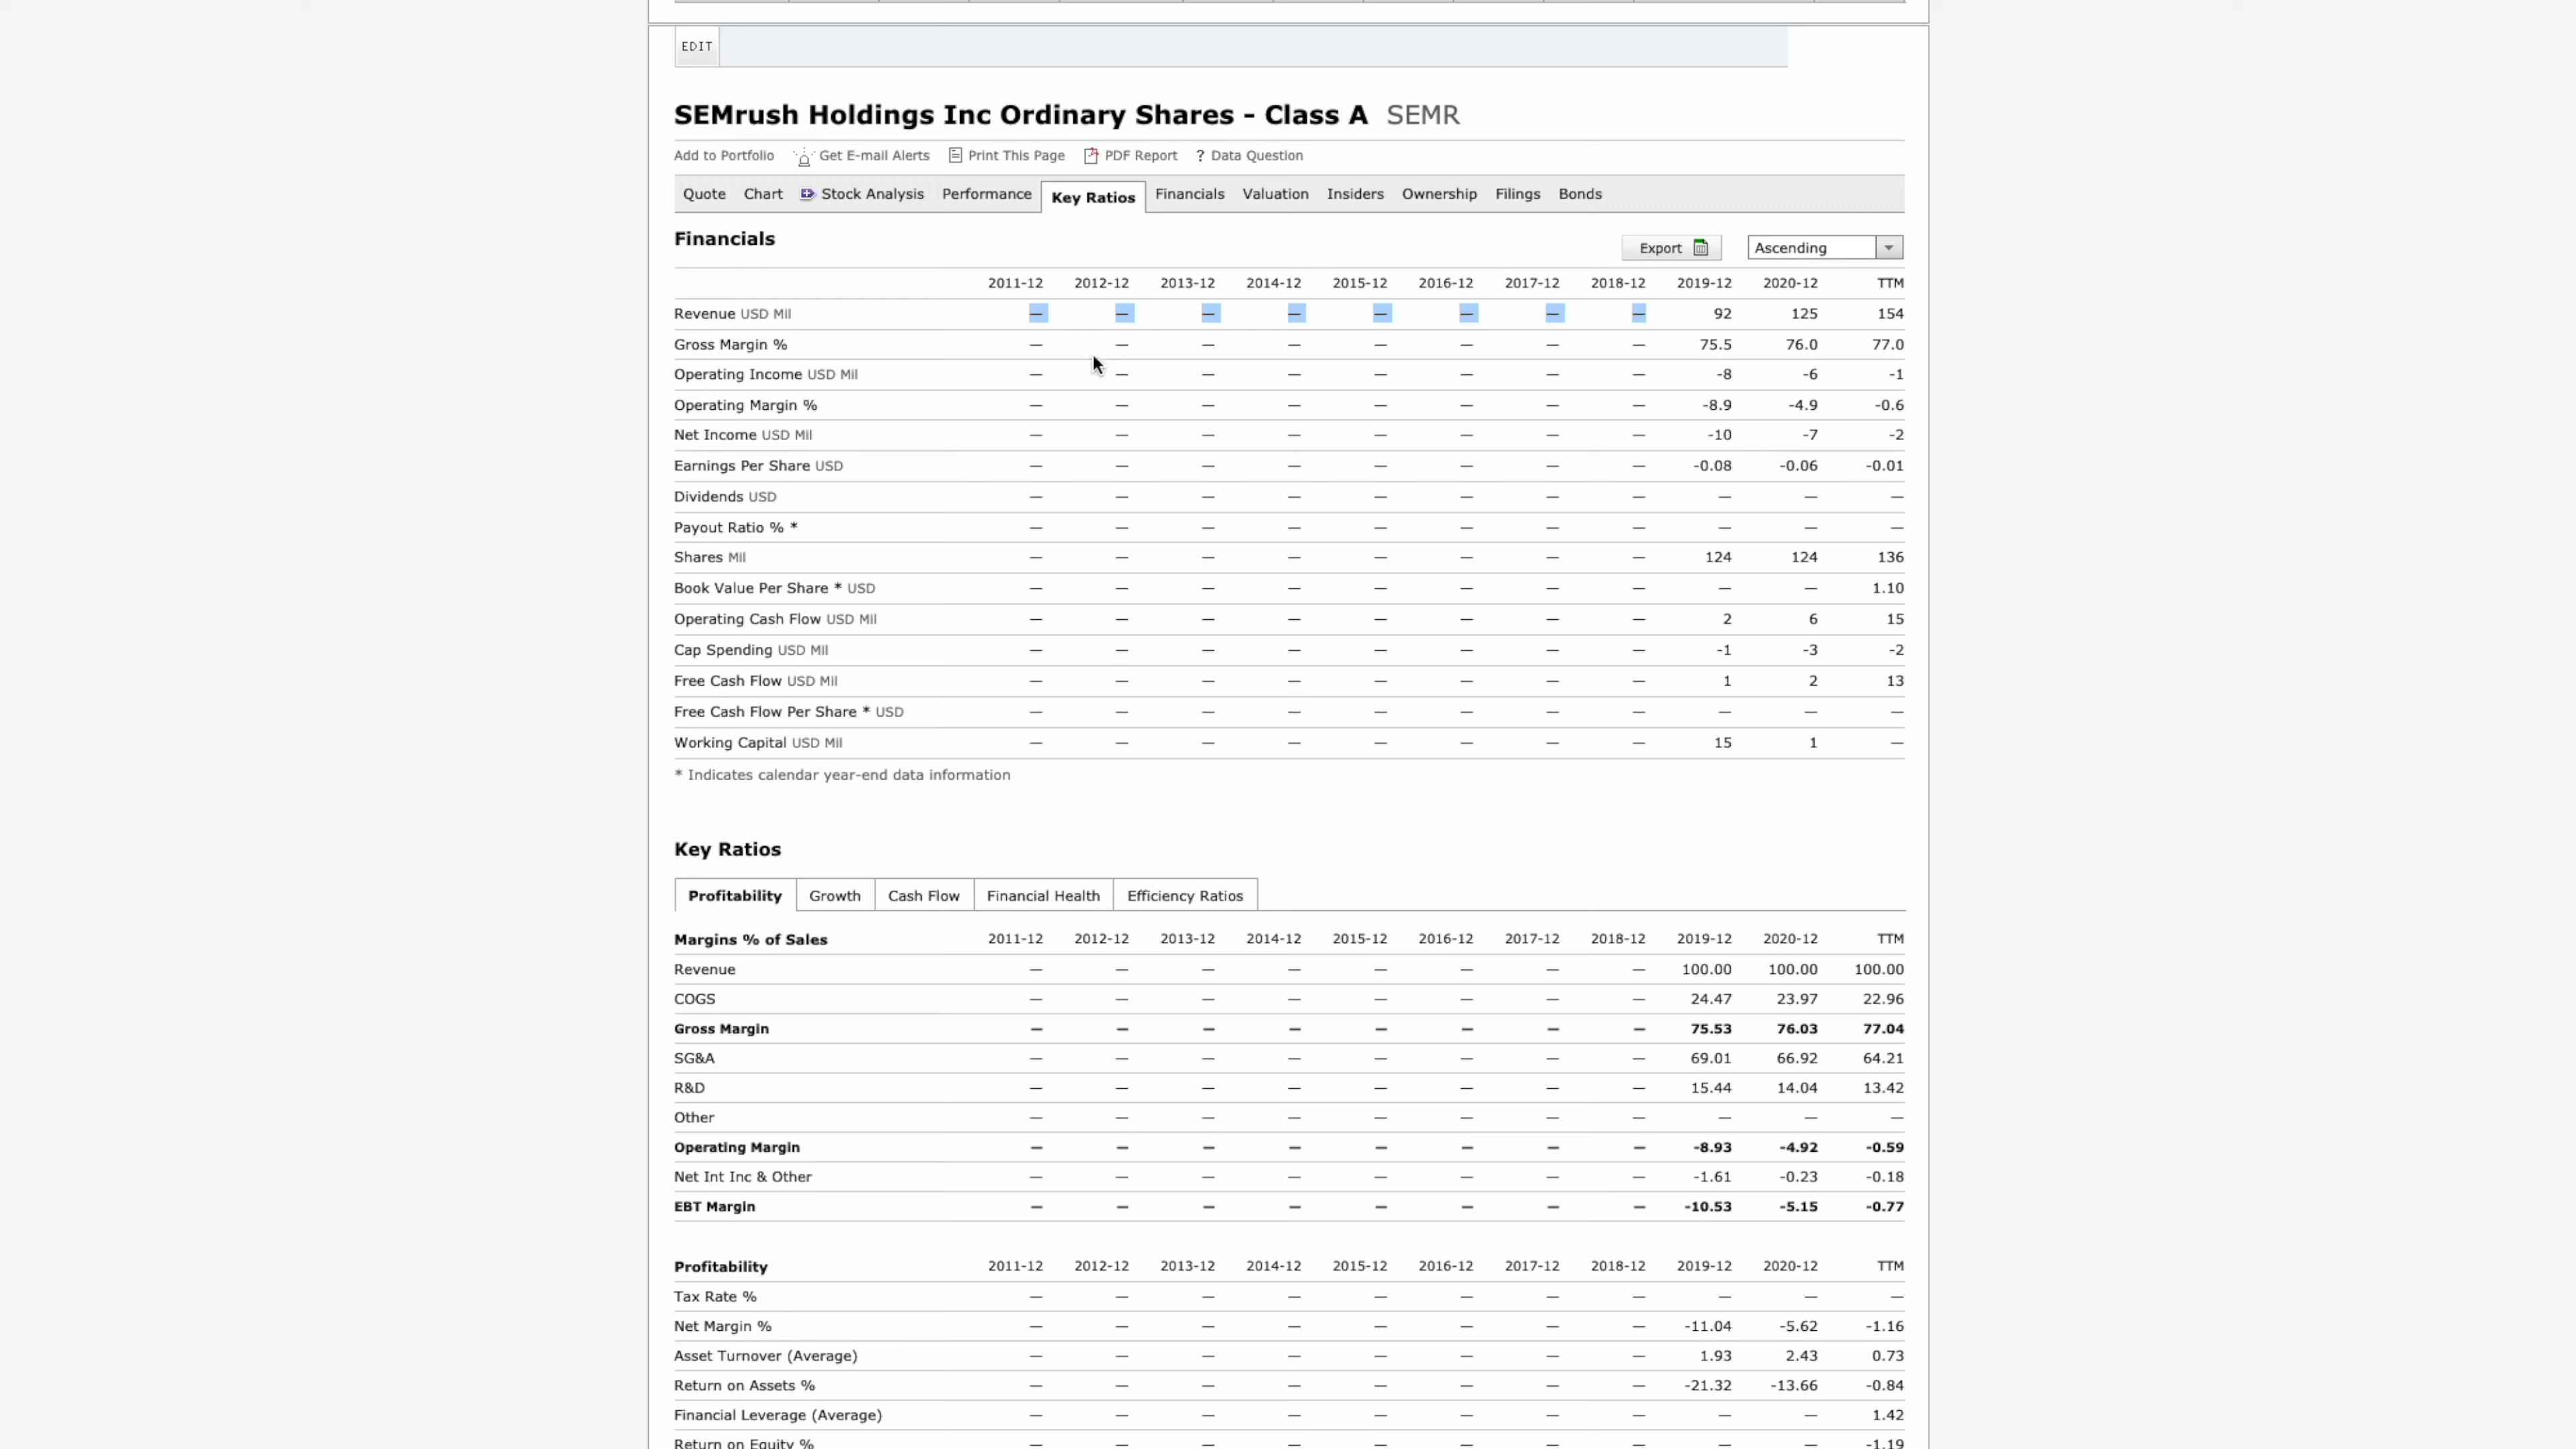 EDIT
SEMrush Holdings Inc Ordinary Shares - Class A SEMR
Add to Portfolio Get E-mail Alerts Print This Page PDF Report ? Data Question
Quote Chart Stock Analysis Performance Key Ratios Financials Valuation Insiders Ownership Filings Bonds
Financials
Export Ascending
2011-12 2012-12 2013-12 2014-12 2015-12 2016-12 2017-12 2018-12 2019-12 2020-12 TTM
Revenue USD Mil — — — — — — — — 92 125 154
Gross Margin % — — — — — — — — 75.5 76.0 77.0
Operating Income USD Mil — — — — — — — — -8 -6 -1
Operating Margin % — — — — — — — — -8.9 -4.9 -0.6
Net Income USD Mil — — — — — — — — -10 -7 -2
Earnings Per Share USD — — — — — — — — -0.08 -0.06 -0.01
Dividends USD — — — — — — — — — — —
Payout Ratio % * — — — — — — — — — — —
Shares Mil — — — — — — — — 124 124 136
Book Value Per Share * USD — — — — — — — — — — 1.10
Operating Cash Flow USD Mil — — — — — — — — 2 6 15
Cap Spending USD Mil — — — — — — — — -1 -3 -2
Free Cash Flow USD Mil — — — — — — — — 1 2 13
Free Cash Flow Per Share * USD — — — — — — — — — — —
Working Capital USD Mil — — — — — — — — 15 1 —
* Indicates calendar year-end data information
Key Ratios
Profitability Growth Cash Flow Financial Health Efficiency Ratios
Margins % of Sales 2011-12 2012-12 2013-12 2014-12 2015-12 2016-12 2017-12 2018-12 2019-12 2020-12 TTM
Revenue — — — — — — — — 100.00 100.00 100.00
COGS — — — — — — — — 24.47 23.97 22.96
Gross Margin — — — — — — — — 75.53 76.03 77.04
SG&A — — — — — — — — 69.01 66.92 64.21
R&D — — — — — — — — 15.44 14.04 13.42
Other — — — — — — — — — — —
Operating Margin — — — — — — — — -8.93 -4.92 -0.59
Net Int Inc & Other — — — — — — — — -1.61 -0.23 -0.18
EBT Margin — — — — — — — — -10.53 -5.15 -0.77
Profitability 2011-12 2012-12 2013-12 2014-12 2015-12 2016-12 2017-12 2018-12 2019-12 2020-12 TTM
Tax Rate % — — — — — — — — — — —
Net Margin % — — — — — — — — -11.04 -5.62 -1.16
Asset Turnover (Average) — — — — — — — — 1.93 2.43 0.73
Return on Assets % — — — — — — — — -21.32 -13.66 -0.84
Financial Leverage (Average) — — — — — — — — — — 1.42
Return on Equity % — — — — — — — — — — -1.19